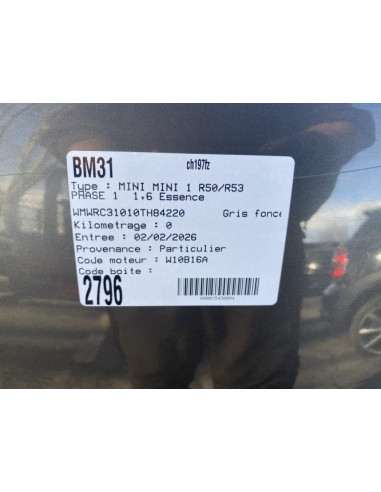 BM31 ch197fz
Type : MINI MINI 1 R50/R53
PHASE 1 1.6 Essence
WMWRC31010TH84220 Gris fonce
Kilometrage : 0
Entree : 02/02/2026
Provenance : Particulier
Code moteur : W10B16A
Code boite :
2796